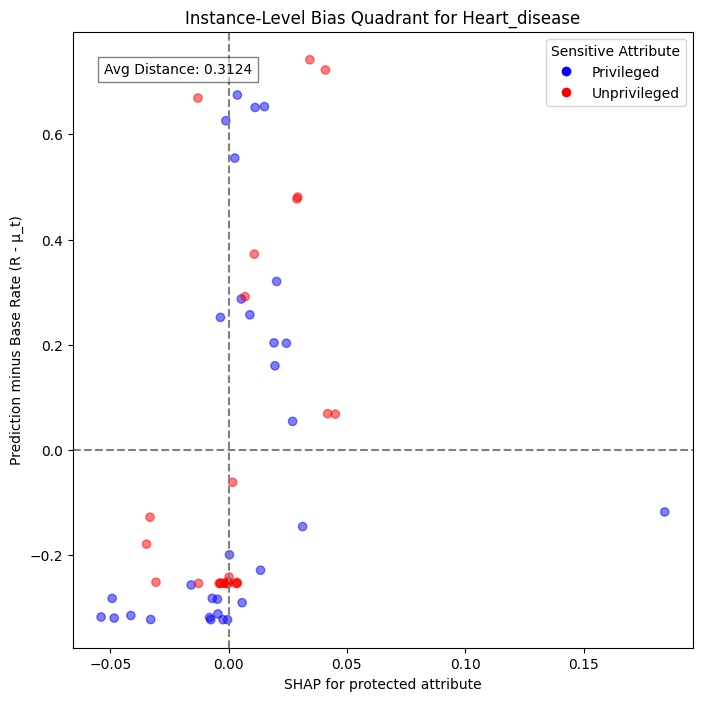 Instance-Level Bias Quadrant for Heart_disease
Avg Distance: 0.3124
Sensitive Attribute
Privileged
Unprivileged
Prediction minus Base Rate (R - μ_t)
0.6
0.4
0.2
0.0
−0.2
−0.05
0.00
0.05
0.10
0.15
SHAP for protected attribute